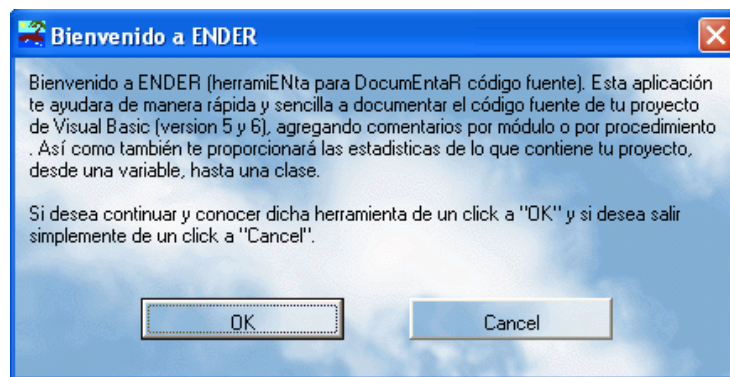 Bienvenido a ENDER
Bienvenido a ENDER (herramiENta para DocumEntaR código fuente). Esta aplicación
te ayudara de manera rápida y sencilla a documentar el código fuente de tu proyecto
de Visual Basic (version 5 y 6), agregando comentarios por módulo o por procedimiento
. Así como también te proporcionará las estadisticas de lo que contiene tu proyecto,
desde una variable, hasta una clase.
Si desea continuar y conocer dicha herramienta de un click a "OK" y si desea salir
simplemente de un click a "Cancel".
OK
Cancel